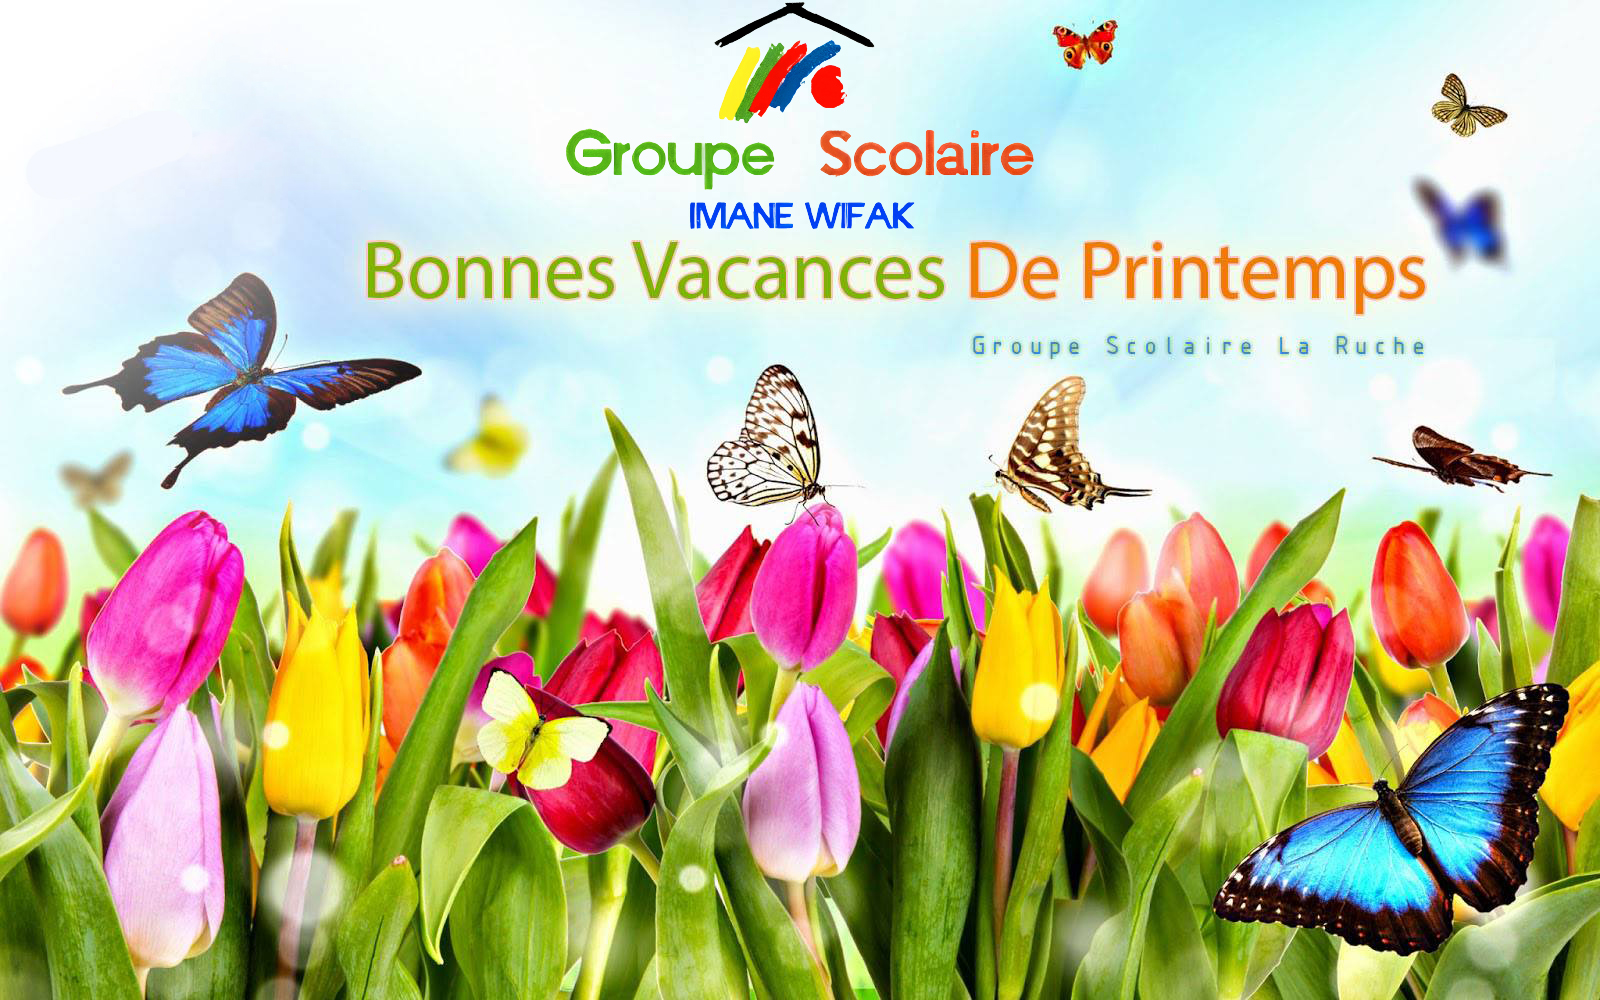 Groupe Scolaire
IMANE WIFAK
Bonnes Vacances De Printemps
Groupe Scolaire La Ruche